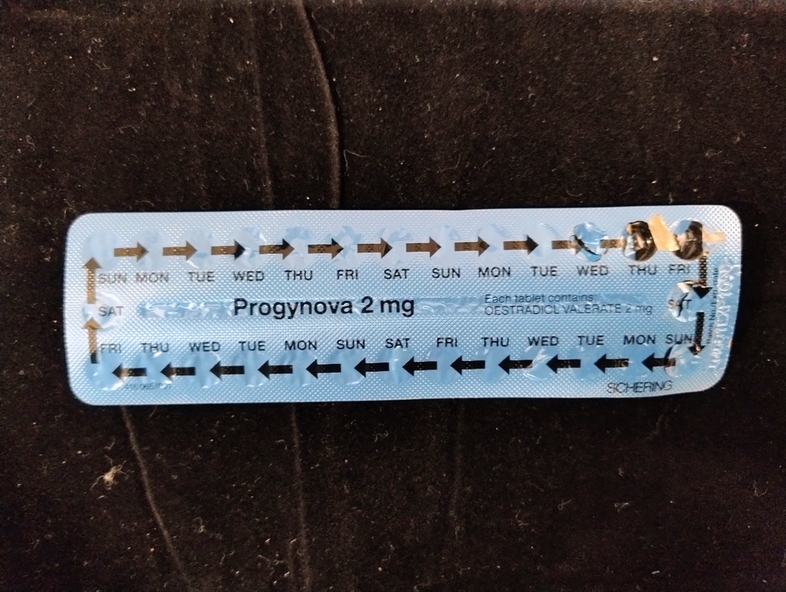 SUN MON TUE WED THU FRI SAT SUN MON TUE WED THU FRI
SAT Progynova 2 mg Each tablet contains: SAT
OESTRADIOL VALERATE 2 mg
FRI THU WED TUE MON SUN SAT FRI THU WED TUE MON SUN
SCHERING